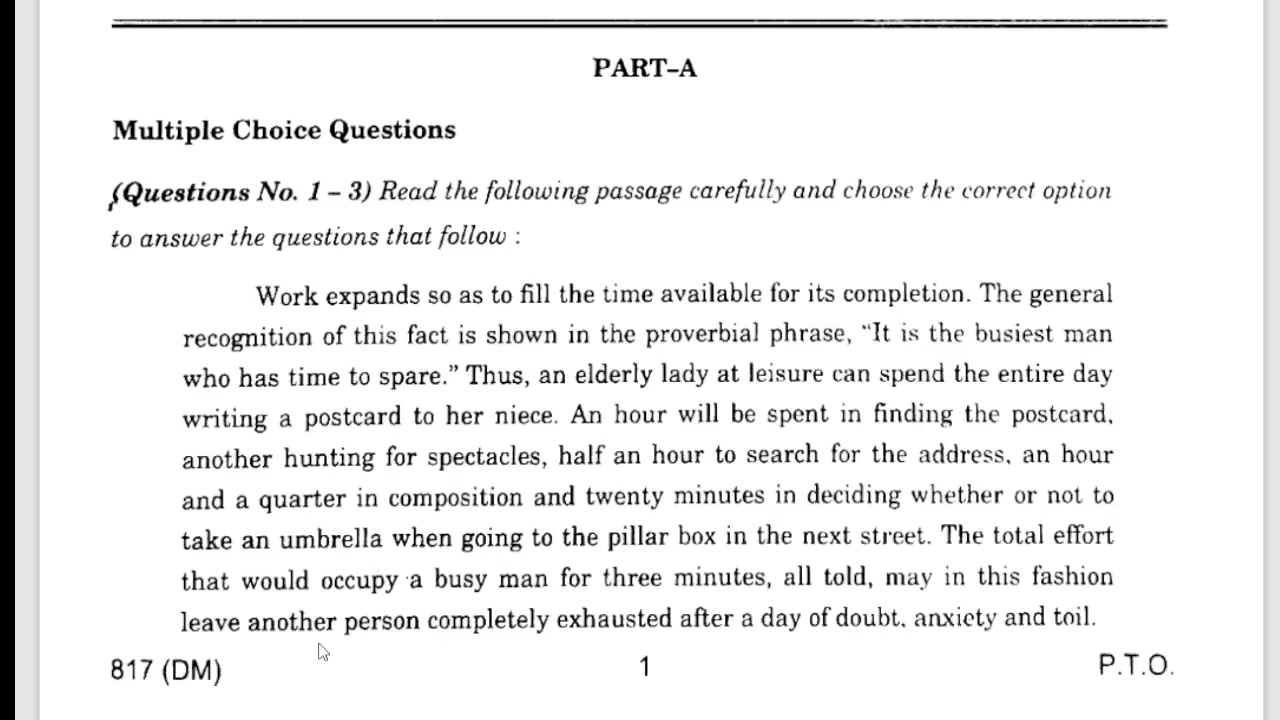 PART–A
Multiple Choice Questions
(Questions No. 1 – 3) Read the following passage carefully and choose the correct option
to answer the questions that follow :
Work expands so as to fill the time available for its completion. The general
recognition of this fact is shown in the proverbial phrase, “It is the busiest man
who has time to spare.” Thus, an elderly lady at leisure can spend the entire day
writing a postcard to her niece. An hour will be spent in finding the postcard,
another hunting for spectacles, half an hour to search for the address, an hour
and a quarter in composition and twenty minutes in deciding whether or not to
take an umbrella when going to the pillar box in the next street. The total effort
that would occupy a busy man for three minutes, all told, may in this fashion
leave another person completely exhausted after a day of doubt, anxiety and toil.
817 (DM) 1 P.T.O.